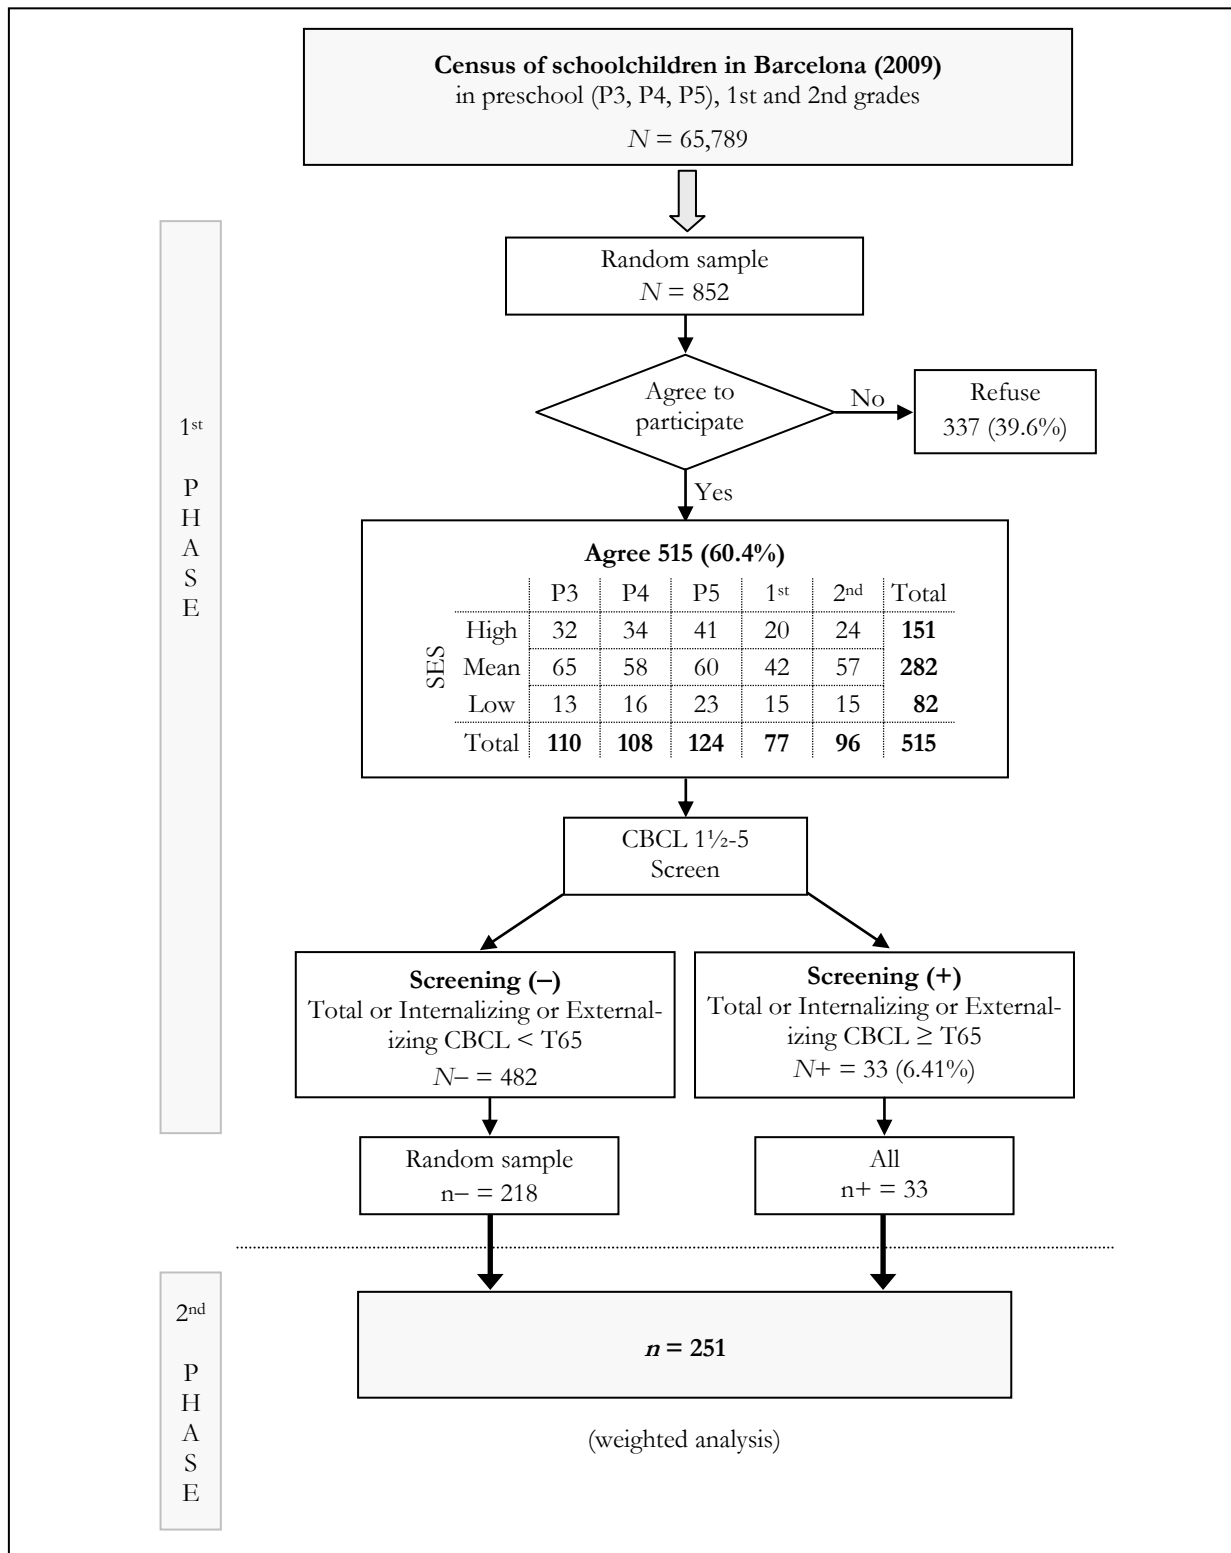 Census of schoolchildren in Barcelona (2009)
in preschool (P3, P4, P5), 1st and 2nd grades
N = 65,789
Random sample
N = 852
Agree to
participate
No
Refuse
337 (39.6%)
Yes
1st
P
H
A
S
E
Agree 515 (60.4%)
P3 P4 P5 1st 2nd Total
SES
High 32 34 41 20 24 151
Mean 65 58 60 42 57 282
Low 13 16 23 15 15 82
Total 110 108 124 77 96 515
CBCL 1½-5
Screen
Screening (−)
Total or Internalizing or External-
izing CBCL < T65
N− = 482
Screening (+)
Total or Internalizing or External-
izing CBCL ≥ T65
N+ = 33 (6.41%)
Random sample
n− = 218
All
n+ = 33
2nd
P
H
A
S
E
n = 251
(weighted analysis)